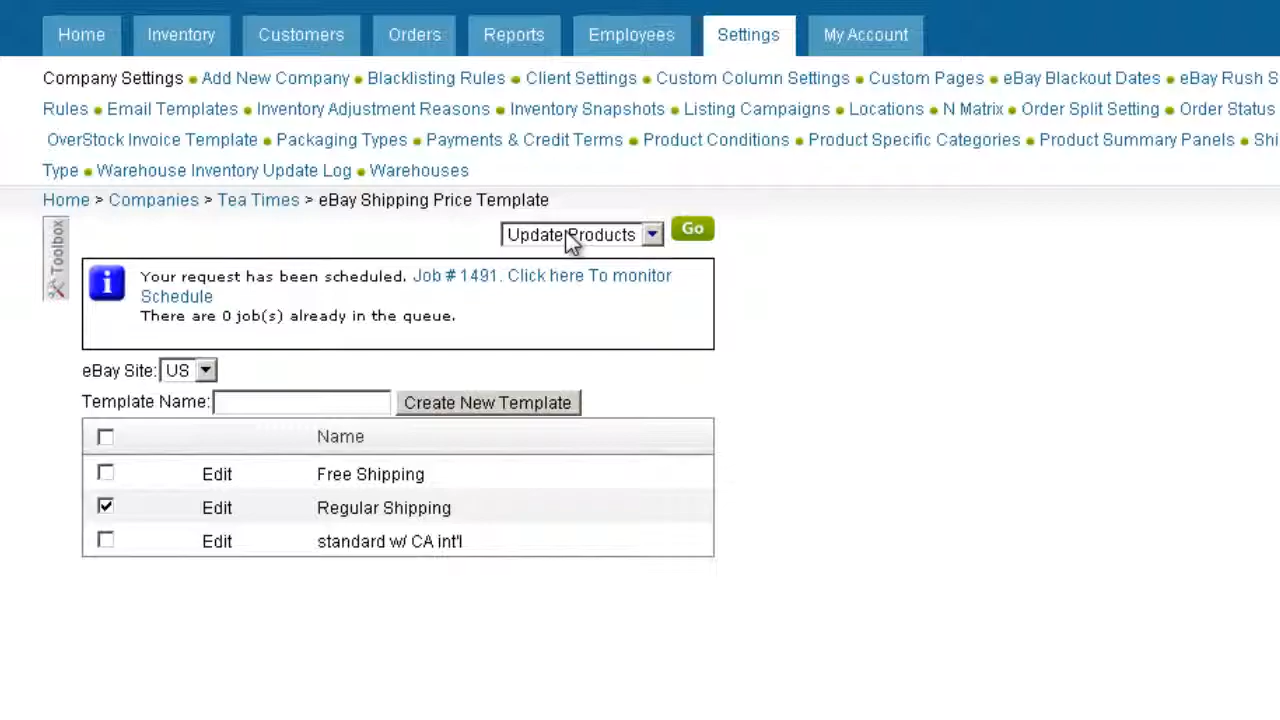 Home Inventory Customers Orders Reports Employees Settings My Account
Company Settings • Add New Company • Blacklisting Rules • Client Settings • Custom Column Settings • Custom Pages • eBay Blackout Dates • eBay Rush S
Rules • Email Templates • Inventory Adjustment Reasons • Inventory Snapshots • Listing Campaigns • Locations • N Matrix • Order Split Setting • Order Status
OverStock Invoice Template • Packaging Types • Payments & Credit Terms • Product Conditions • Product Specific Categories • Product Summary Panels • Shi
Type • Warehouse Inventory Update Log • Warehouses
Home > Companies > Tea Times > eBay Shipping Price Template
Toolbox
Update Products Go
Your request has been scheduled. Job # 1491. Click here To monitor
Schedule
There are 0 job(s) already in the queue.
eBay Site: US
Template Name: Create New Template
Name
Edit Free Shipping
Edit Regular Shipping
Edit standard w/ CA int'l